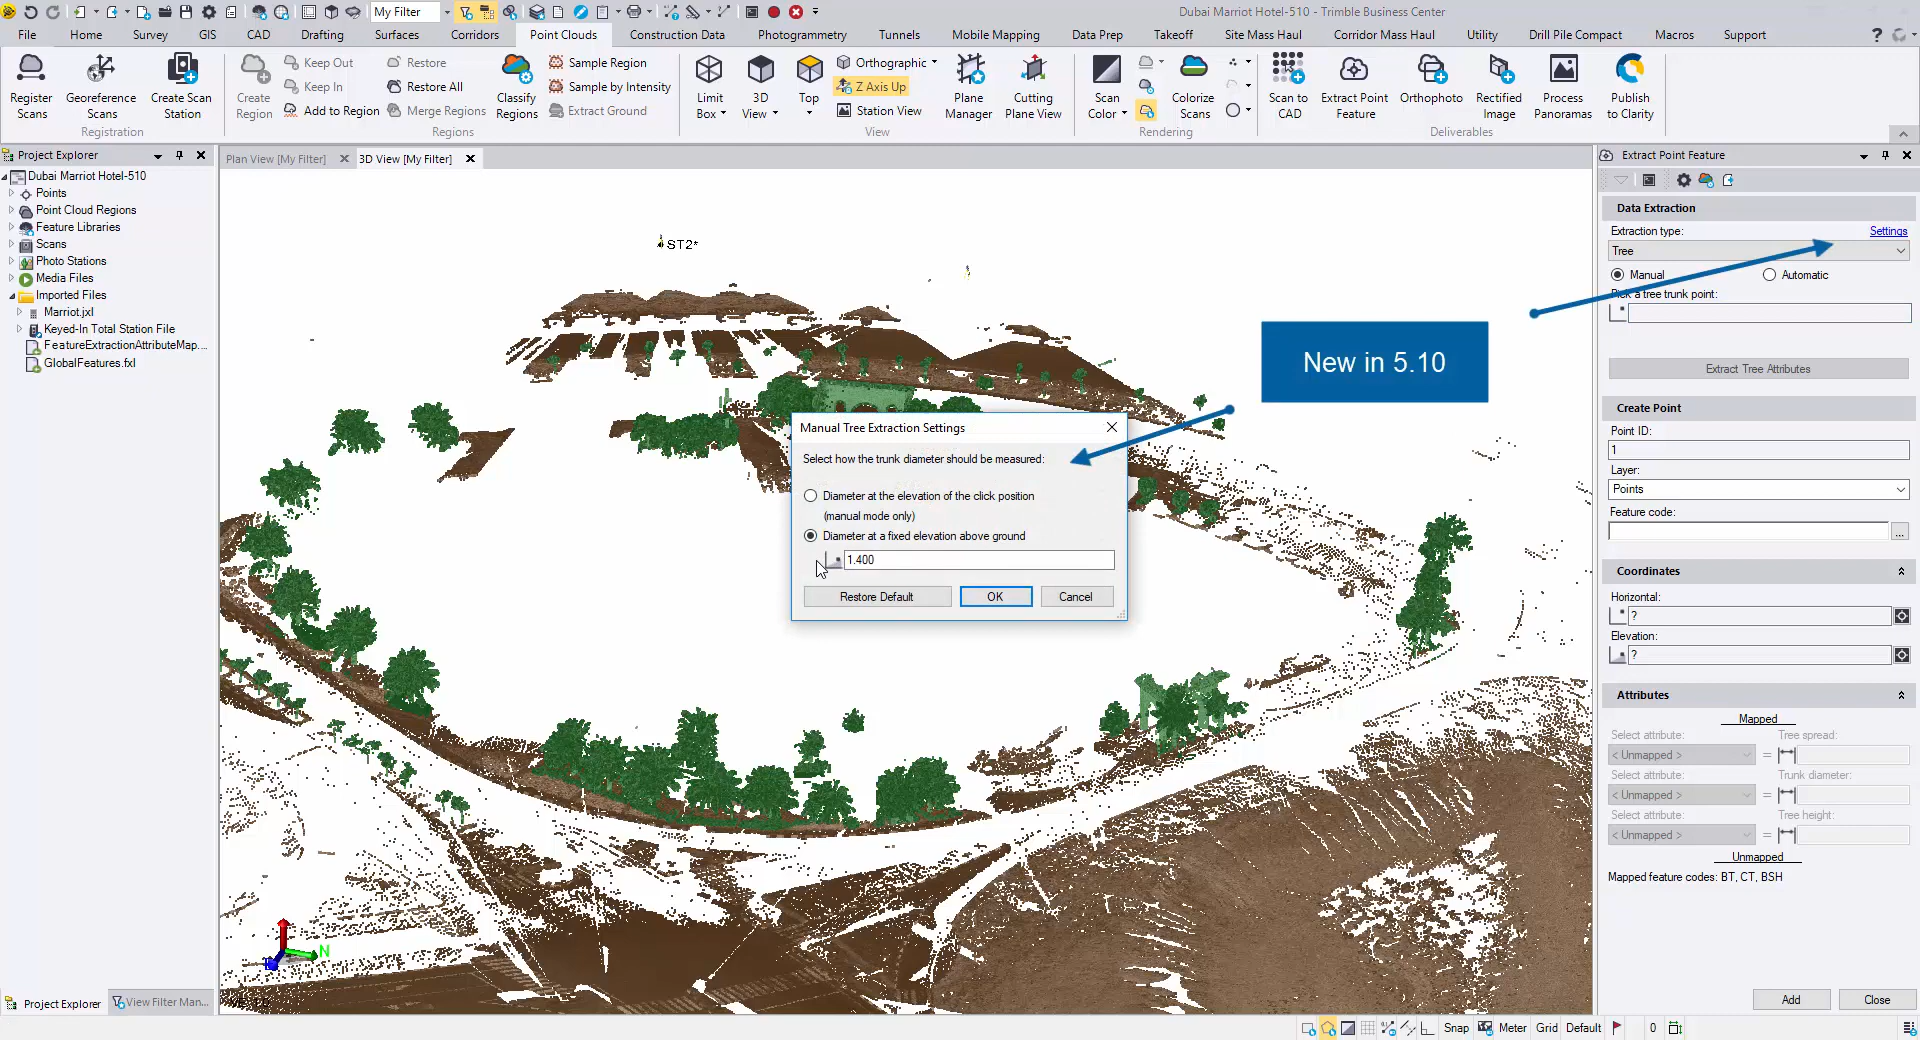 My Filter
Dubai Marriot Hotel-510 - Trimble Business Center
File Home Survey GIS CAD Drafting Surfaces Corridors Point Clouds Construction Data Photogrammetry Tunnels Mobile Mapping Data Prep Takeoff Site Mass Haul Corridor Mass Haul Utility Drill Pile Compact Macros Support
Register Scans
Georeference Scans
Create Scan Station
Registration
Create Region
Keep Out
Keep In
Add to Region
Restore
Restore All
Merge Regions
Classify Regions
Sample Region
Sample by Intensity
Extract Ground
Regions
Limit Box
3D View
Top
Orthographic
Z Axis Up
Station View
Plane Manager
Cutting Plane View
View
Scan Color
Colorize Scans
Rendering
Scan to CAD
Extract Point Feature
Orthophoto
Rectified Image
Process Panoramas
Publish to Clarity
Deliverables
Project Explorer
Dubai Marriot Hotel-510
Points
Point Cloud Regions
Feature Libraries
Scans
Photo Stations
Media Files
Imported Files
Marriot.jxl
Keyed-In Total Station File
FeatureExtractionAttributeMap...
GlobalFeatures.fxl
Project Explorer
View Filter Man...
Plan View [My Filter]
3D View [My Filter]
ST2*
New in 5.10
Manual Tree Extraction Settings
Select how the trunk diameter should be measured:
Diameter at the elevation of the click position
(manual mode only)
Diameter at a fixed elevation above ground
1.400
Restore Default
OK
Cancel
N
Extract Point Feature
Data Extraction
Extraction type:
Settings
Tree
Manual
Automatic
Pick a tree trunk point:
Extract Tree Attributes
Create Point
Point ID:
1
Layer:
Points
Feature code:
...
Coordinates
Horizontal:
?
Elevation:
?
Attributes
Mapped
Select attribute:
Tree spread:
< Unmapped >
=
Select attribute:
Trunk diameter:
< Unmapped >
=
Select attribute:
Tree height:
< Unmapped >
=
Unmapped
Mapped feature codes: BT, CT, BSH
Add
Close
Snap
Meter
Grid
Default
0